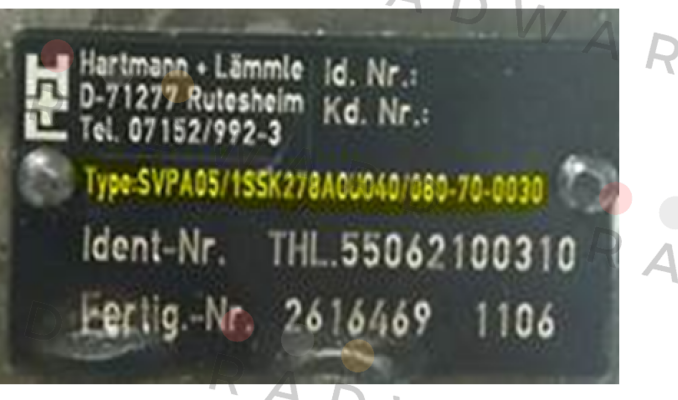 Hartmann + Lämmle
D-71277 Rutesheim
Tel. 07152/992-3
Id. Nr.:
Kd. Nr.:
Type:SVPA05/1SSK278A0U040/080-70-0030
Ident-Nr. THL.55062100310
Fertig.-Nr. 2616469 1106